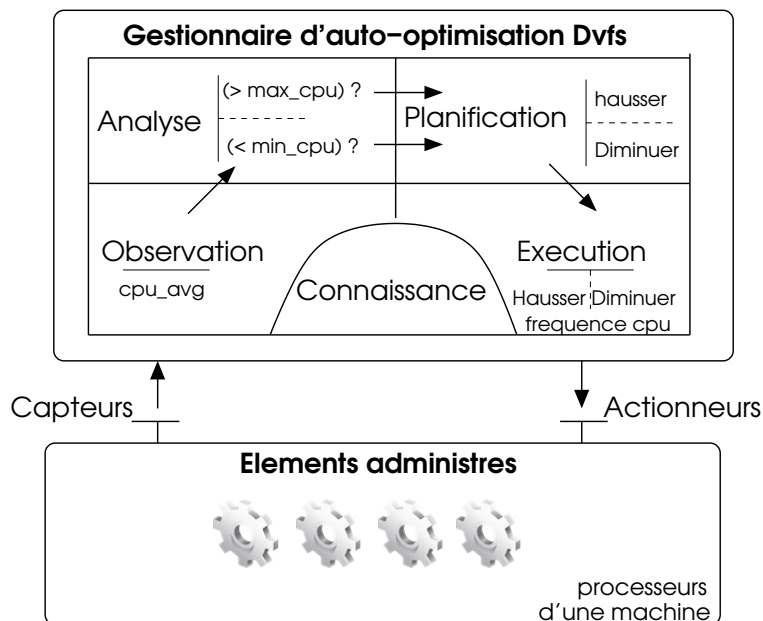 Gestionnaire d'auto-optimisation Dvfs
Analyse
(> max_cpu) ?
(< min_cpu) ?
Planification
hausser
Diminuer
Observation
cpu_avg
Connaissance
Execution
Hausser Diminuer
frequence cpu
Capteurs
Actionneurs
Elements administres
processeurs
d'une machine